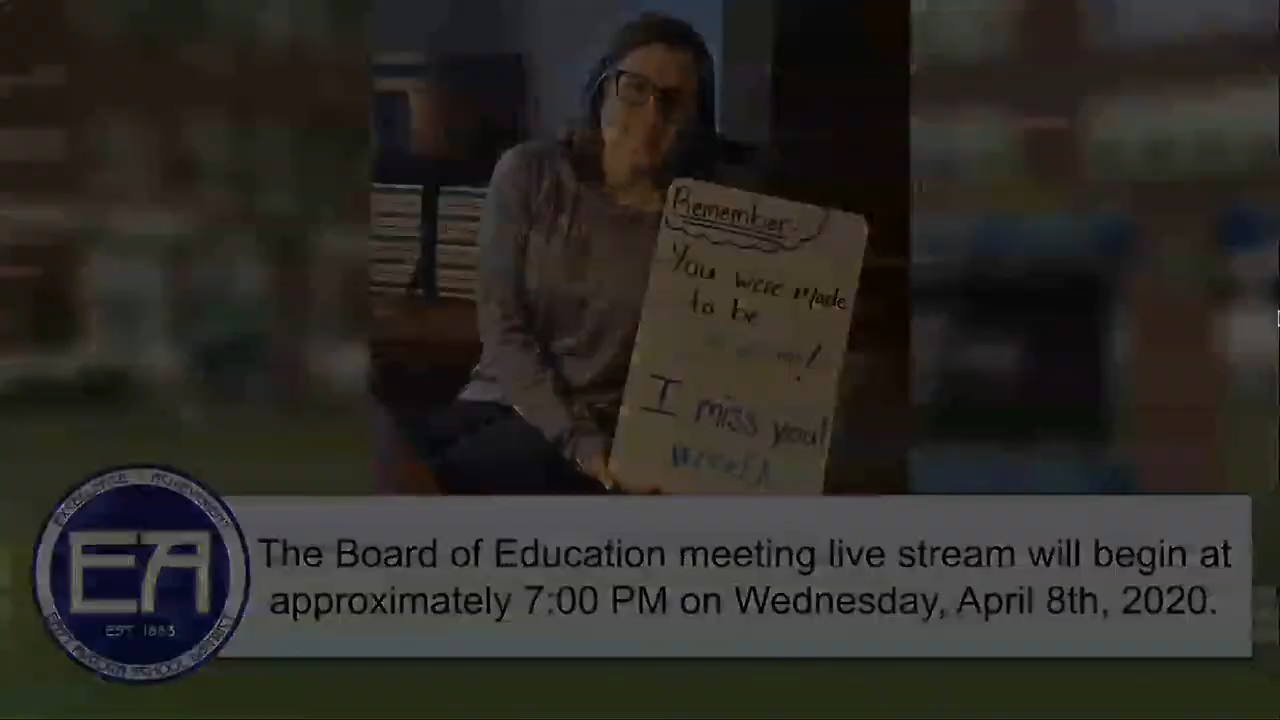 Remember:
You were made
to be
I miss you!
The Board of Education meeting live stream will begin at
approximately 7:00 PM on Wednesday, April 8th, 2020.
EA
EST 1883